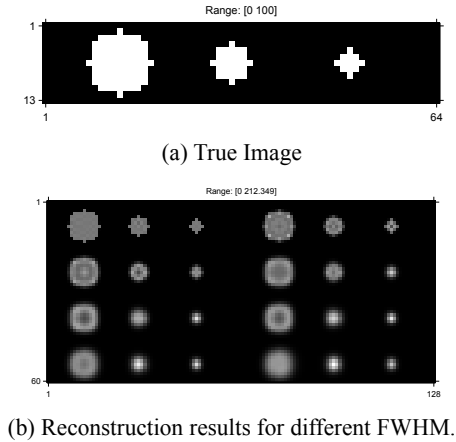 Range: [0 100]
1
13
1
64
(a) True Image
Range: [0 212.349]
1
60
1
128
(b) Reconstruction results for different FWHM.